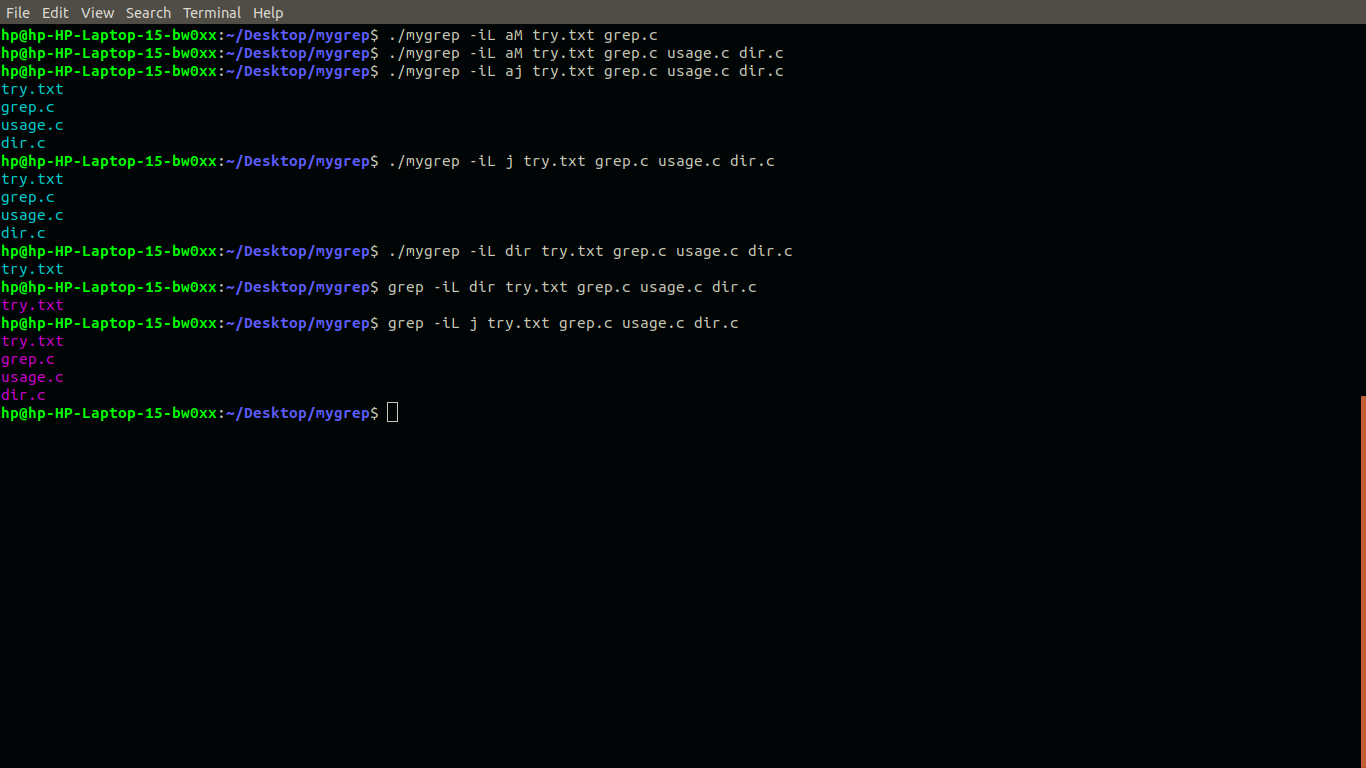 File Edit View Search Terminal Help
hp@hp-HP-Laptop-15-bw0xx:~/Desktop/mygrep$ ./mygrep -iL aM try.txt grep.c
hp@hp-HP-Laptop-15-bw0xx:~/Desktop/mygrep$ ./mygrep -iL aM try.txt grep.c usage.c dir.c
hp@hp-HP-Laptop-15-bw0xx:~/Desktop/mygrep$ ./mygrep -iL aj try.txt grep.c usage.c dir.c
try.txt
grep.c
usage.c
dir.c
hp@hp-HP-Laptop-15-bw0xx:~/Desktop/mygrep$ ./mygrep -iL j try.txt grep.c usage.c dir.c
try.txt
grep.c
usage.c
dir.c
hp@hp-HP-Laptop-15-bw0xx:~/Desktop/mygrep$ ./mygrep -iL dir try.txt grep.c usage.c dir.c
try.txt
hp@hp-HP-Laptop-15-bw0xx:~/Desktop/mygrep$ grep -iL dir try.txt grep.c usage.c dir.c
try.txt
hp@hp-HP-Laptop-15-bw0xx:~/Desktop/mygrep$ grep -iL j try.txt grep.c usage.c dir.c
try.txt
grep.c
usage.c
dir.c
hp@hp-HP-Laptop-15-bw0xx:~/Desktop/mygrep$